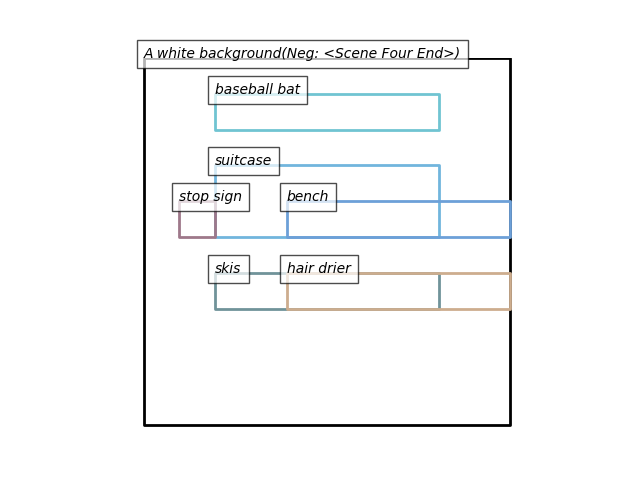 A white background(Neg: <Scene Four End>)
baseball bat
suitcase
stop sign
bench
skis
hair drier